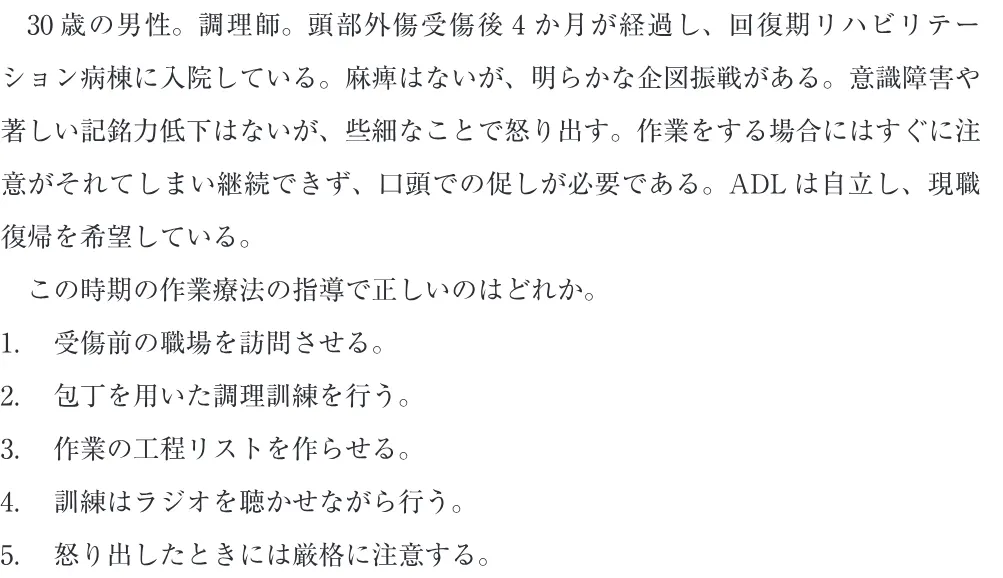 30歳の男性。調理師。頭部外傷受傷後4か月が経過し、回復期リハビリテー
ション病棟に入院している。麻痺はないが、明らかな企図振戦がある。意識障害や
著しい記銘力低下はないが、些細なことで怒り出す。作業をする場合にはすぐに注
意がそれてしまい継続できず、口頭での促しが必要である。ADLは自立し、現職
復帰を希望している。
この時期の作業療法の指導で正しいのはどれか。
1. 受傷前の職場を訪問させる。
2. 包丁を用いた調理訓練を行う。
3. 作業の工程リストを作らせる。
4. 訓練はラジオを聴かせながら行う。
5. 怒り出したときには厳格に注意する。